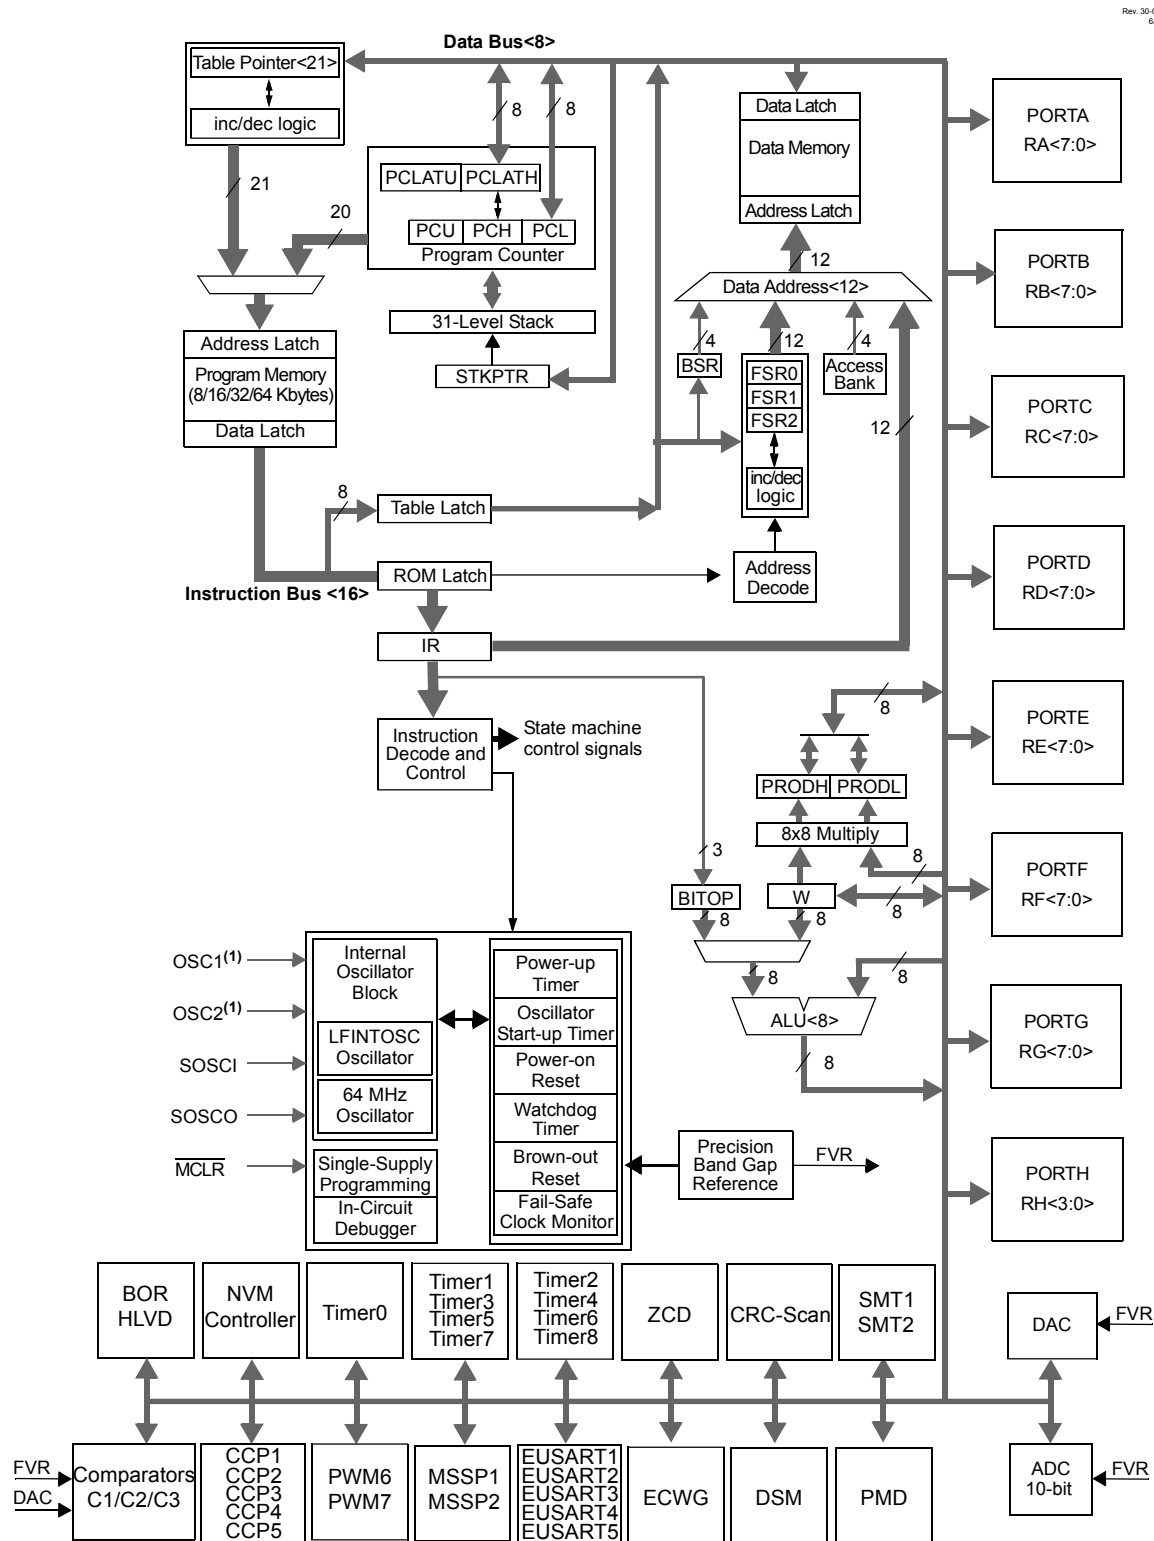 Rev. 30-0
6/
Data Bus<8>
Table Pointer<21>
inc/dec logic
21
20
8
8
PCLATU
PCLATH
PCU
PCH
PCL
Program Counter
31-Level Stack
STKPTR
Address Latch
Program Memory
(8/16/32/64 Kbytes)
Data Latch
8
Table Latch
ROM Latch
Instruction Bus <16>
IR
Instruction
Decode and
Control
State machine
control signals
Data Latch
Data Memory
Address Latch
12
Data Address<12>
4
12
4
BSR
FSR0
FSR1
FSR2
inc/dec
logic
Access
Bank
12
Address
Decode
8
PRODH
PRODL
8x8 Multiply
3
8
BITOP
W
8
8
8
8
8
ALU<8>
8
PORTA
RA<7:0>
PORTB
RB<7:0>
PORTC
RC<7:0>
PORTD
RD<7:0>
PORTE
RE<7:0>
PORTF
RF<7:0>
PORTG
RG<7:0>
PORTH
RH<3:0>
OSC1(1)
OSC2(1)
SOSCI
SOSCO
MCLR
Internal
Oscillator
Block
LFINTOSC
Oscillator
64 MHz
Oscillator
Single-Supply
Programming
In-Circuit
Debugger
Power-up
Timer
Oscillator
Start-up Timer
Power-on
Reset
Watchdog
Timer
Brown-out
Reset
Fail-Safe
Clock Monitor
Precision
Band Gap
Reference
FVR
BOR
HLVD
NVM
Controller
Timer0
Timer1
Timer3
Timer5
Timer7
Timer2
Timer4
Timer6
Timer8
ZCD
CRC-Scan
SMT1
SMT2
DAC
FVR
FVR
DAC
Comparators
C1/C2/C3
CCP1
CCP2
CCP3
CCP4
CCP5
PWM6
PWM7
MSSP1
MSSP2
EUSART1
EUSART2
EUSART3
EUSART4
EUSART5
ECWG
DSM
PMD
ADC
10-bit
FVR